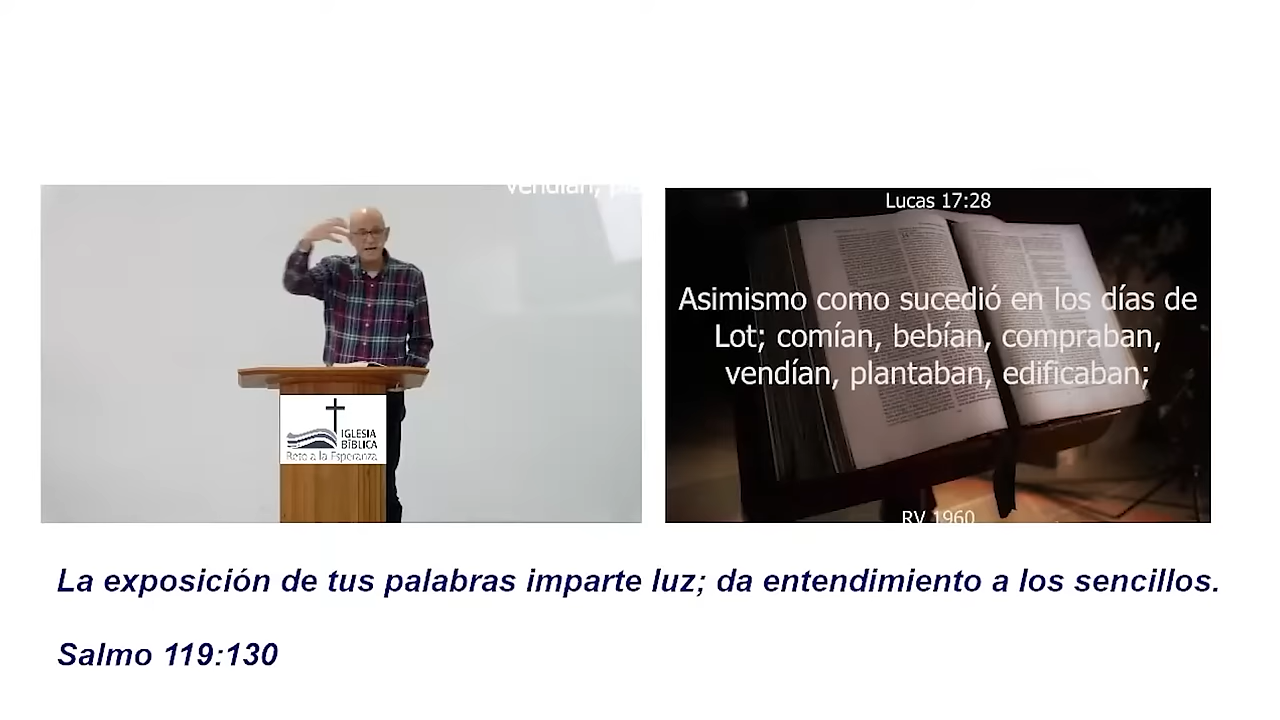 vendían,
IGLESIA
BÍBLICA
Reto a la Esperanza
Lucas 17:28
Asimismo como sucedió en los días de
Lot; comían, bebían, compraban,
vendían, plantaban, edificaban;
RV 1960
La exposición de tus palabras imparte luz; da entendimiento a los sencillos.
Salmo 119:130